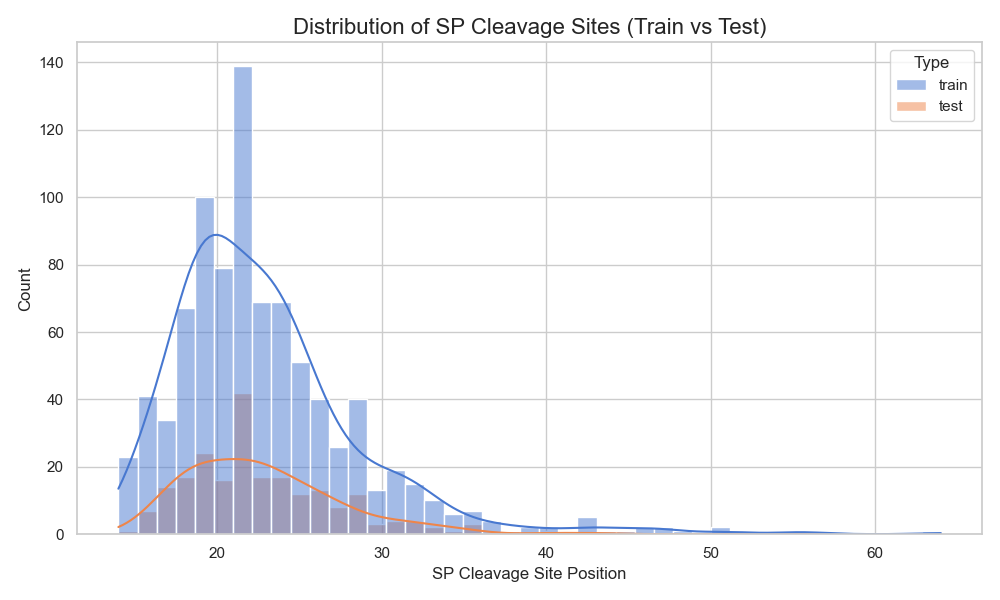 Distribution of SP Cleavage Sites (Train vs Test)
Type
train
test
Count
140
120
100
80
60
40
20
0
20 30 40 50 60
SP Cleavage Site Position